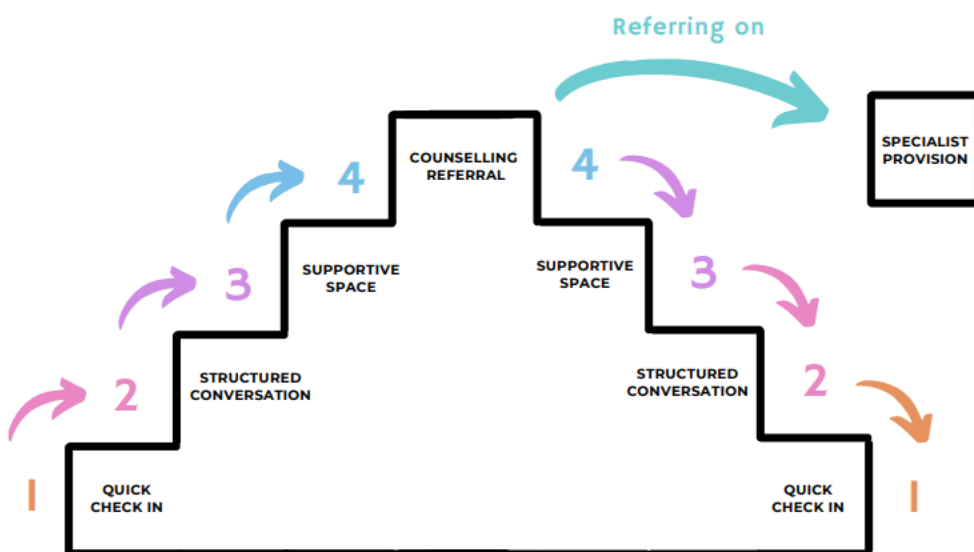 Referring on
SPECIALIST
PROVISION
COUNSELLING
REFERRAL
4
4
SUPPORTIVE
SPACE
SUPPORTIVE
SPACE
3
3
STRUCTURED
CONVERSATION
STRUCTURED
CONVERSATION
2
2
QUICK
CHECK IN
QUICK
CHECK IN
1
1